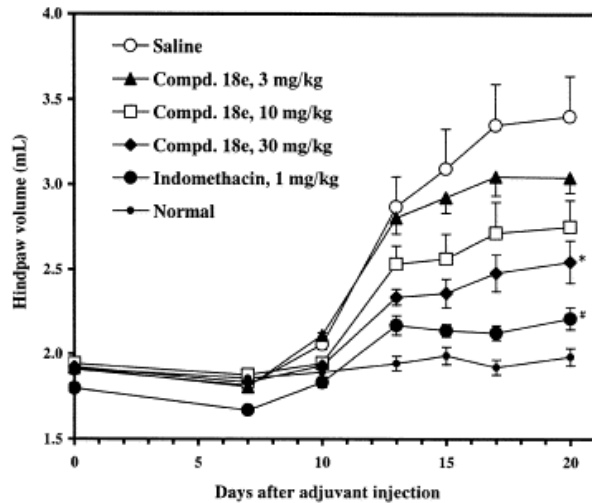 4.0
3.5
3.0
2.5
2.0
1.5
Hindpaw volume (mL)
Saline
Compd. 18e, 3 mg/kg
Compd. 18e, 10 mg/kg
Compd. 18e, 30 mg/kg
Indomethacin, 1 mg/kg
Normal
*
#
0
5
10
15
20
Days after adjuvant injection